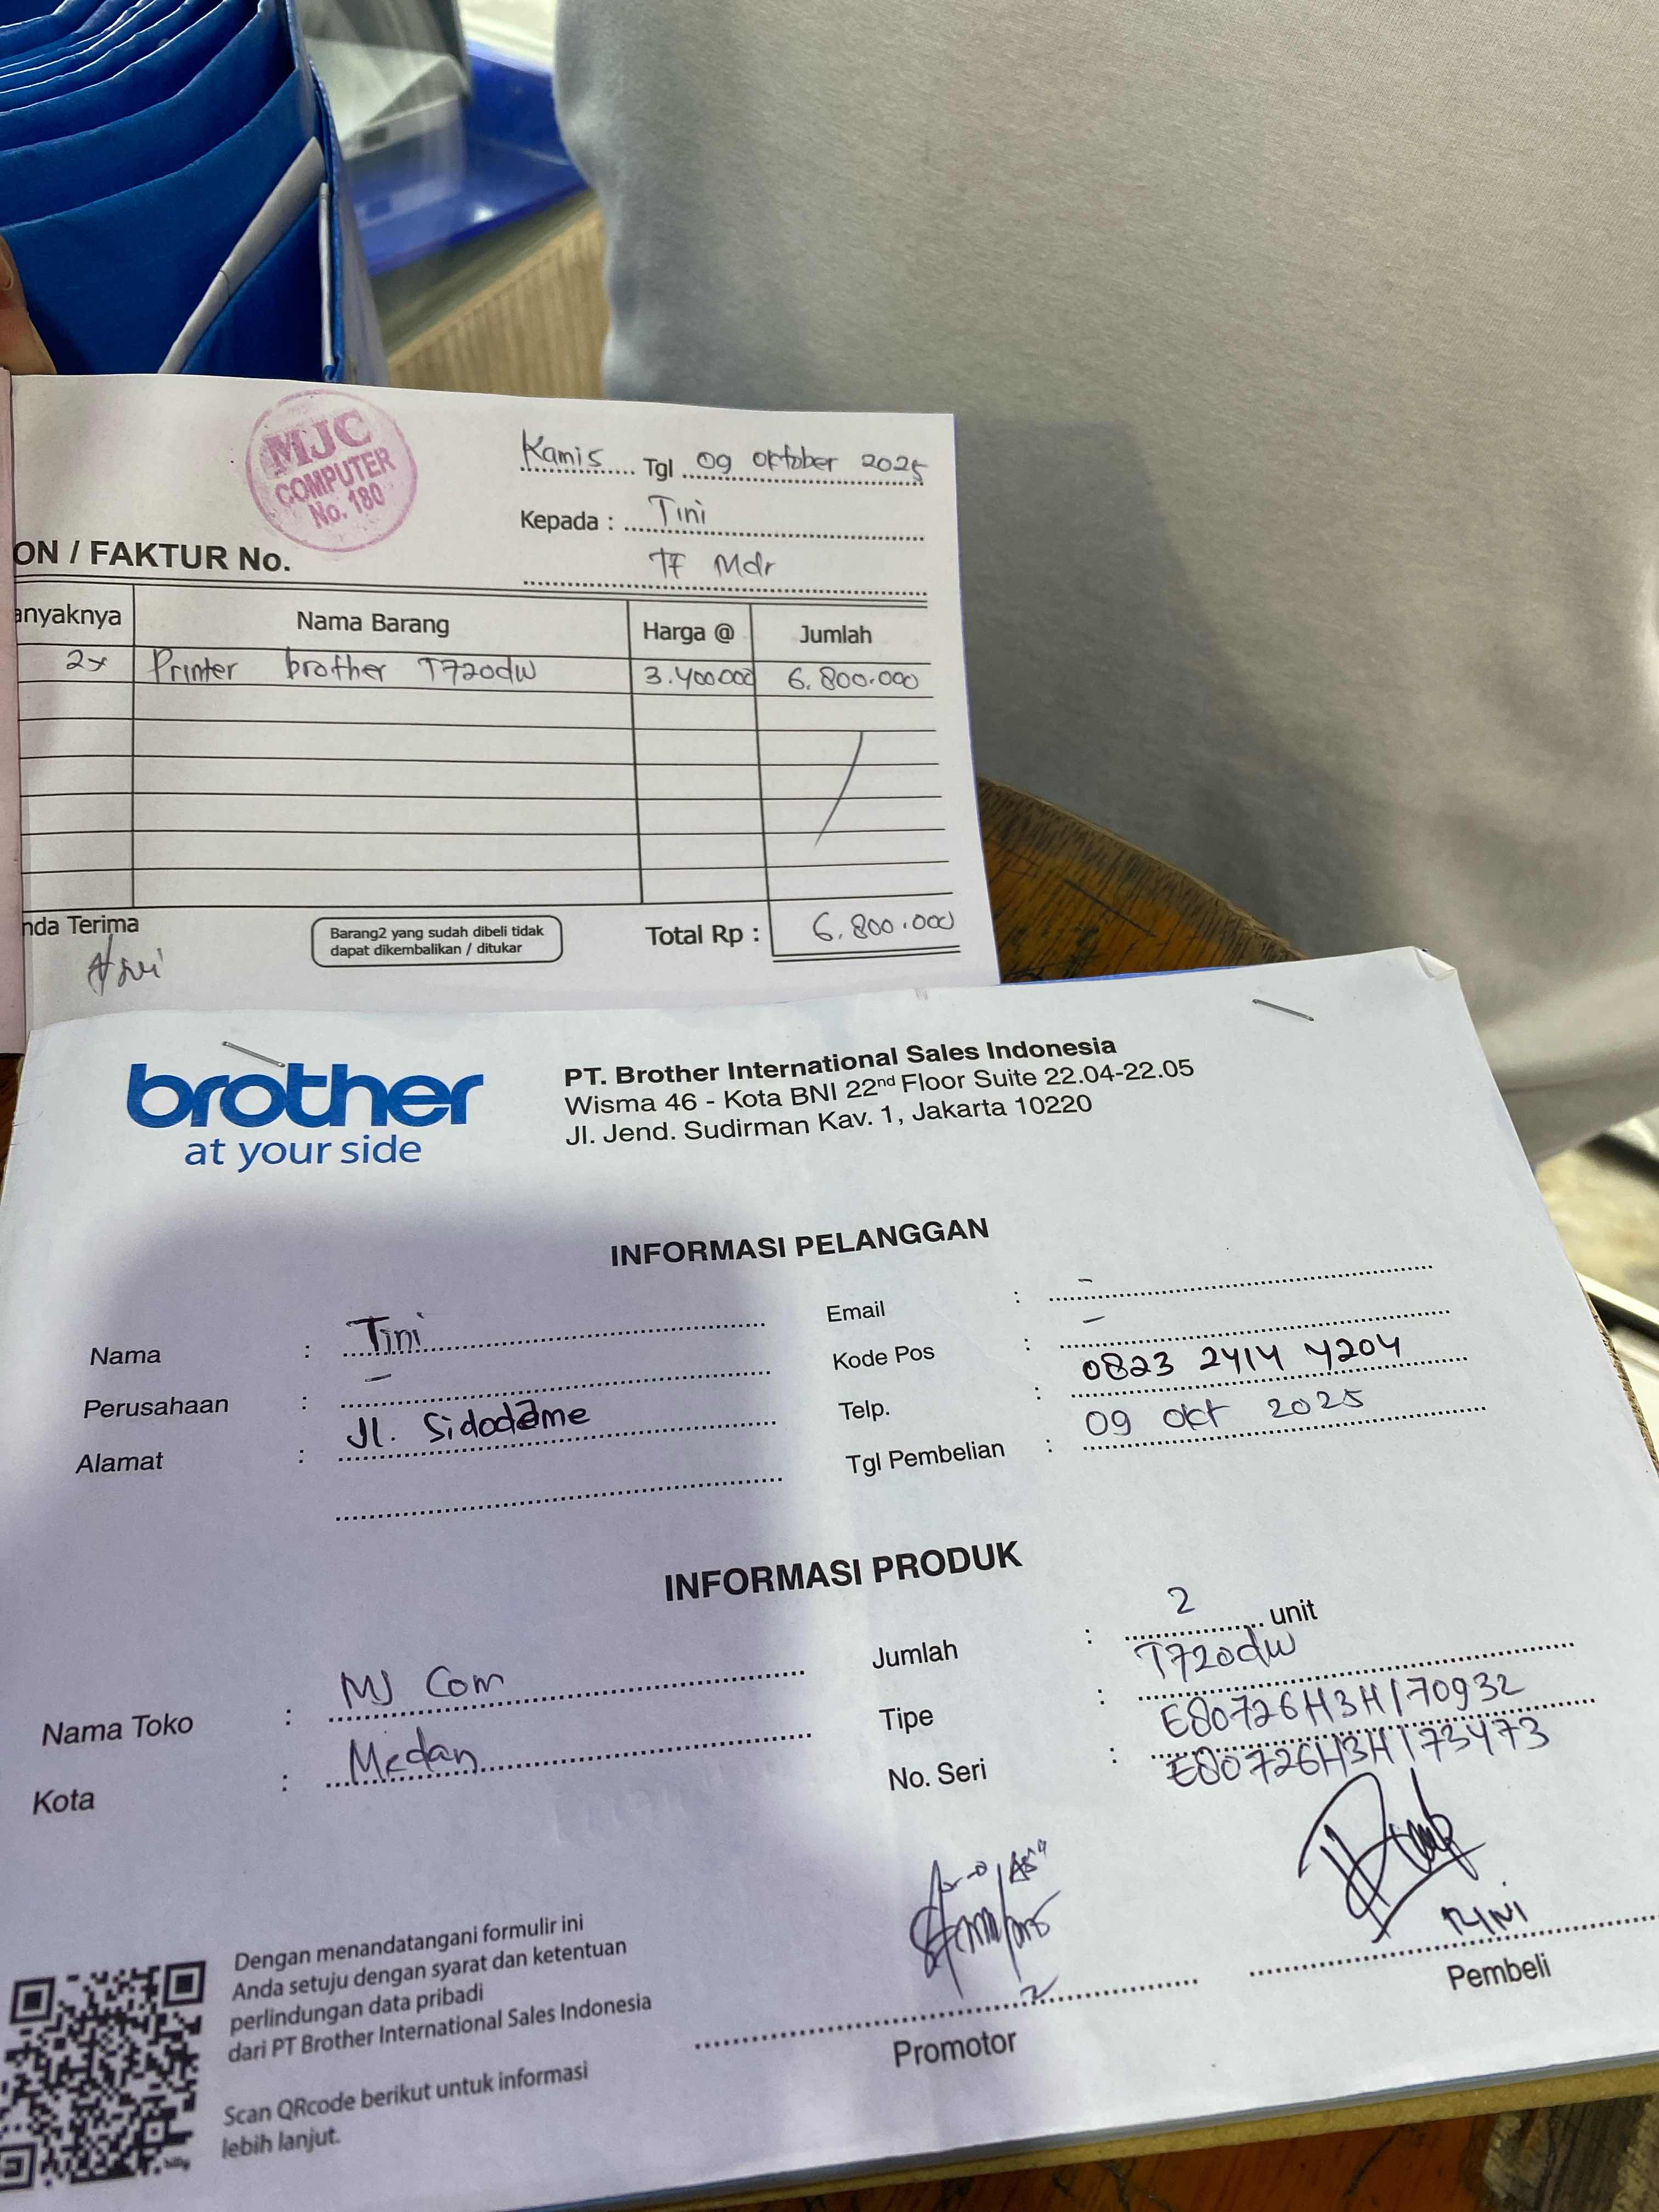 MJC
COMPUTER
No. 180
Kamis Tgl 09 Oktober 2025
Kepada : Tini
TF Mdr
ON / FAKTUR No.
anyaknya Nama Barang Harga @ Jumlah
2x Printer brother T720dw 3.400.000 6.800.000
nda Terima
Barang2 yang sudah dibeli tidak
dapat dikembalikan / ditukar
Total Rp : 6.800.000
brother
at your side
PT. Brother International Sales Indonesia
Wisma 46 - Kota BNI 22nd Floor Suite 22.04-22.05
Jl. Jend. Sudirman Kav. 1, Jakarta 10220
INFORMASI PELANGGAN
Nama : Tini
Perusahaan : -
Alamat : Jl. Sidodame
Email : -
Kode Pos : -
Telp. : 0823 2414 4204
Tgl Pembelian : 09 Okt 2025
INFORMASI PRODUK
Nama Toko : MJ Com
Kota : Medan
Jumlah : 2 unit
Tipe : T720dw
No. Seri : E80726H3H170932
E80726H3H173473
Dengan menandatangani formulir ini
Anda setuju dengan syarat dan ketentuan
perlindungan data pribadi
dari PT Brother International Sales Indonesia
Scan QRcode berikut untuk informasi
lebih lanjut.
Promotor
RINI
Pembeli